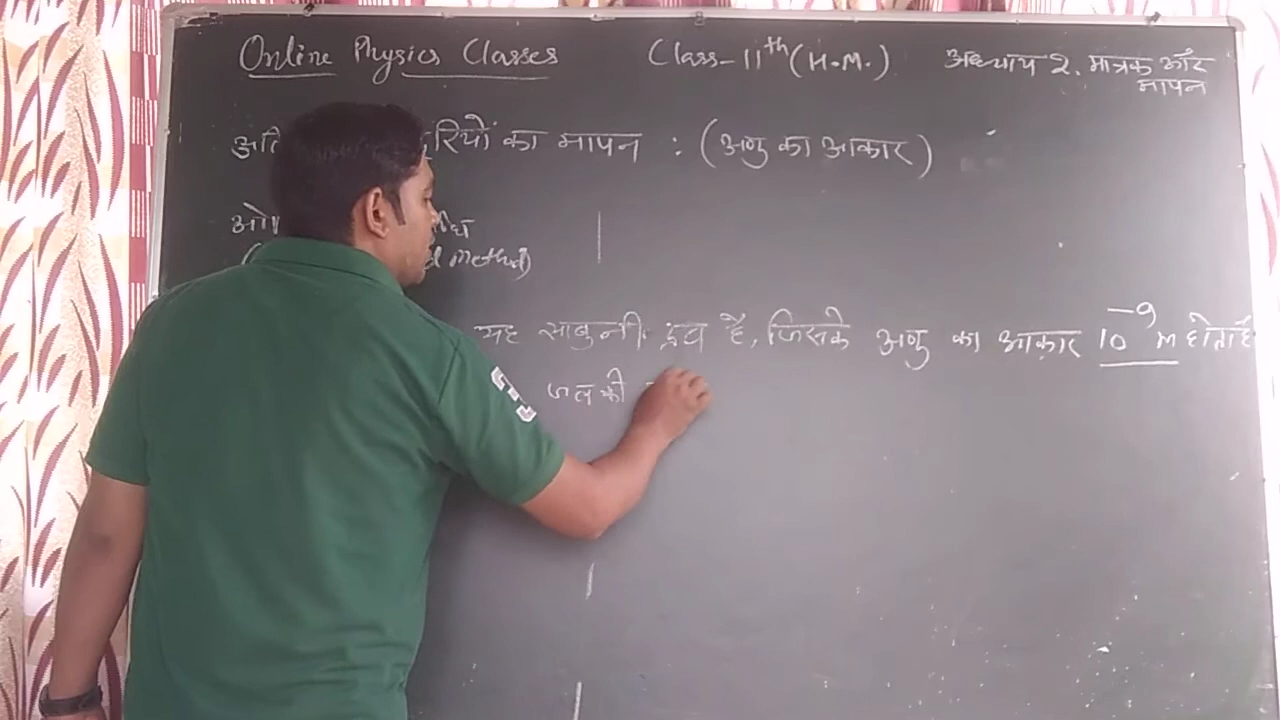 Online Physics Classes Class-11th (H.M.) अध्याय 2. मात्रक और
मापन
का मापन : (अणु का आकार)
यह साबुनी द्रव है, जिसके अणु का आकार 10⁻⁹ m होता है
जल की
3